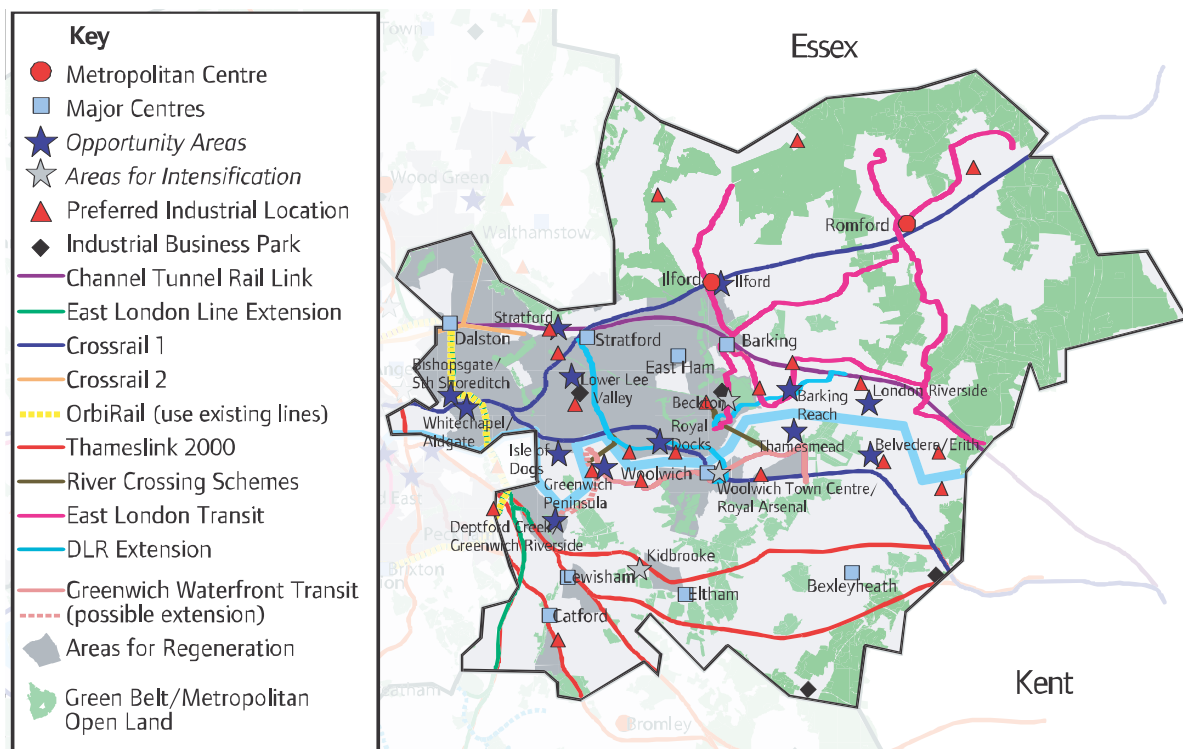 Key
Metropolitan Centre
Major Centres
Opportunity Areas
Areas for Intensification
Preferred Industrial Location
Industrial Business Park
Channel Tunnel Rail Link
East London Line Extension
Crossrail 1
Crossrail 2
OrbiRail (use existing lines)
Thameslink 2000
River Crossing Schemes
East London Transit
DLR Extension
Greenwich Waterfront Transit
(possible extension)
Areas for Regeneration
Green Belt/Metropolitan
Open Land
Essex
Town
Wood Green
Walthamstow
Romford
Ilford
Ilford
Stratford
Dalston
Stratford
Barking
East Ham
Bishopsgate/
Sth Shoreditch
Lower Lee
Valley
Beckton
Barking
Reach
London Riverside
Whitechapel/
Aldgate
Royal
Docks
Thamesmead
Belvedere/Erith
Isle of
Dogs
Woolwich
Greenwich
Peninsula
Woolwich Town Centre/
Royal Arsenal
Deptford Creek/
Greenwich Riverside
Kidbrooke
Lewisham
Eltham
Bexleyheath
Catford
Brixton
Bromley
Kent